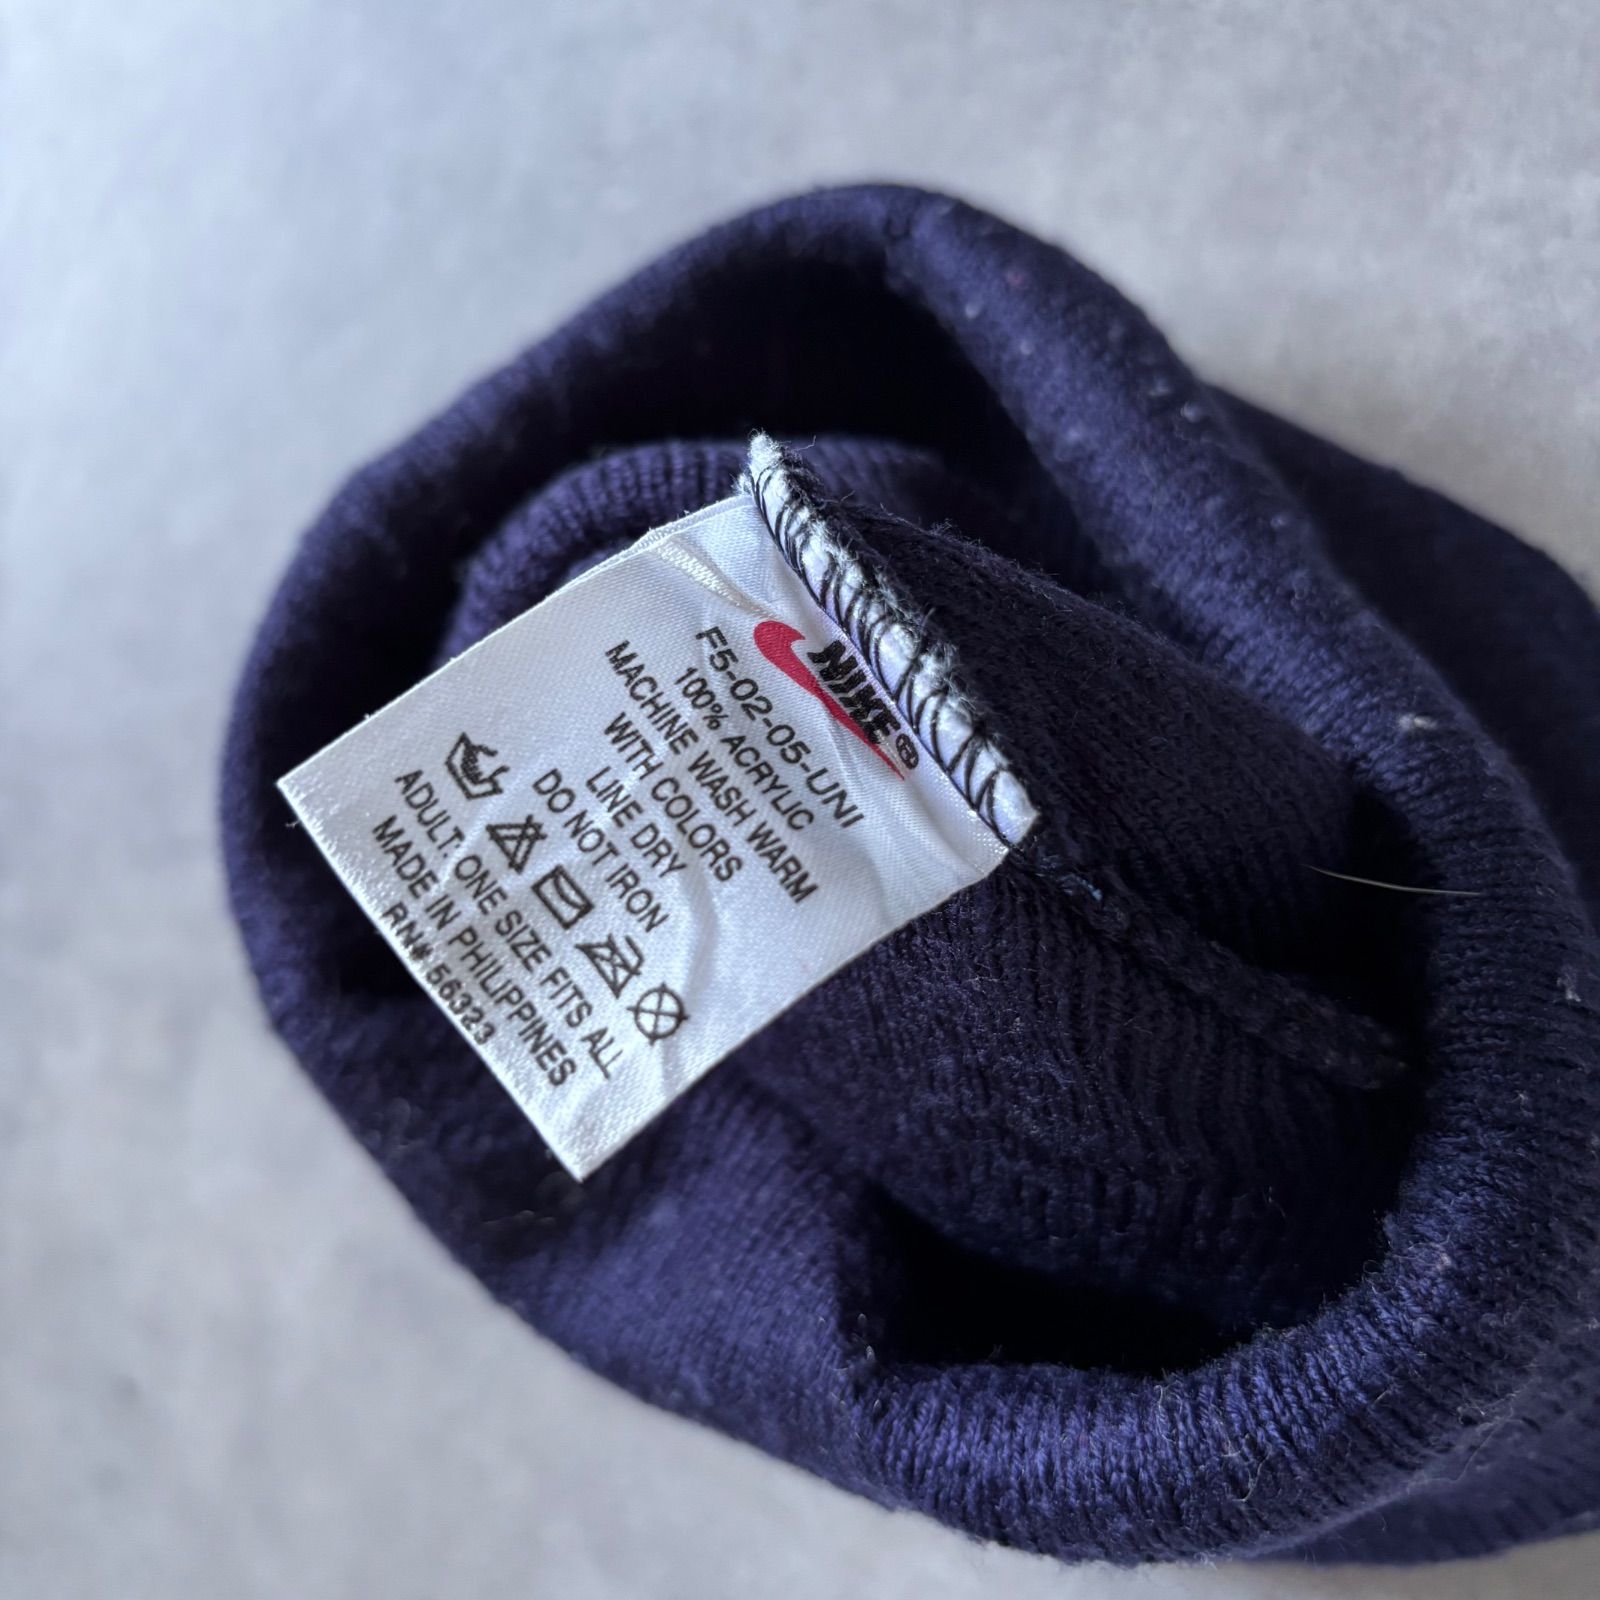 NIKE®
F5-02-05-UNI
100% ACRYLIC
MACHINE WASH WARM
WITH COLORS
LINE DRY
DO NOT IRON
ADULT: ONE SIZE FITS ALL
MADE IN PHILIPPINES
RN# 56323